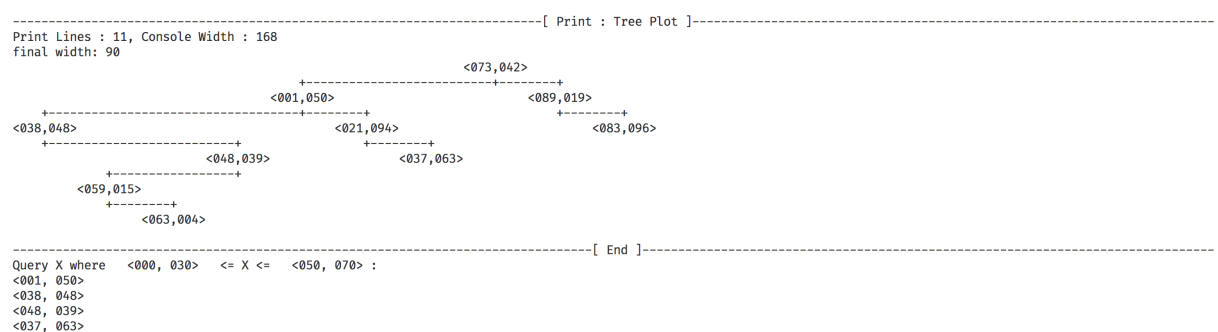 --------------------------------------------------------------------------[ Print : Tree Plot ]-------------------------------------------------------------------------
Print Lines : 11, Console Width : 168
final width: 90
                                                               <073,042>
                                        +--------------------------+--------+
                                    <001,050>                           <089,019>
    +-----------------------------------+--------+                          +--------+
<038,048>                                    <021,094>                           <083,096>
    +--------------------------+                 +--------+
                           <048,039>                  <037,063>
             +-----------------+
         <059,015>
             +--------+
                  <063,004>
---------------------------------------------------------------------------------[ End ]--------------------------------------------------------------------------------
Query X where   <000, 030>   <= X <=   <050, 070> :
<001, 050>
<038, 048>
<048, 039>
<037, 063>